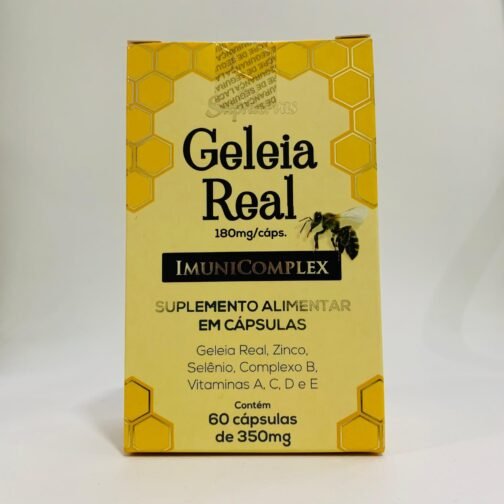 Geleia
Real
180mg/cáps.
IMUNICOMPLEX
SUPLEMENTO ALIMENTAR
EM CÁPSULAS
Geleia Real, Zinco,
Selênio, Complexo B,
Vitaminas A, C, D e E
Contém
60 cápsulas
de 350mg